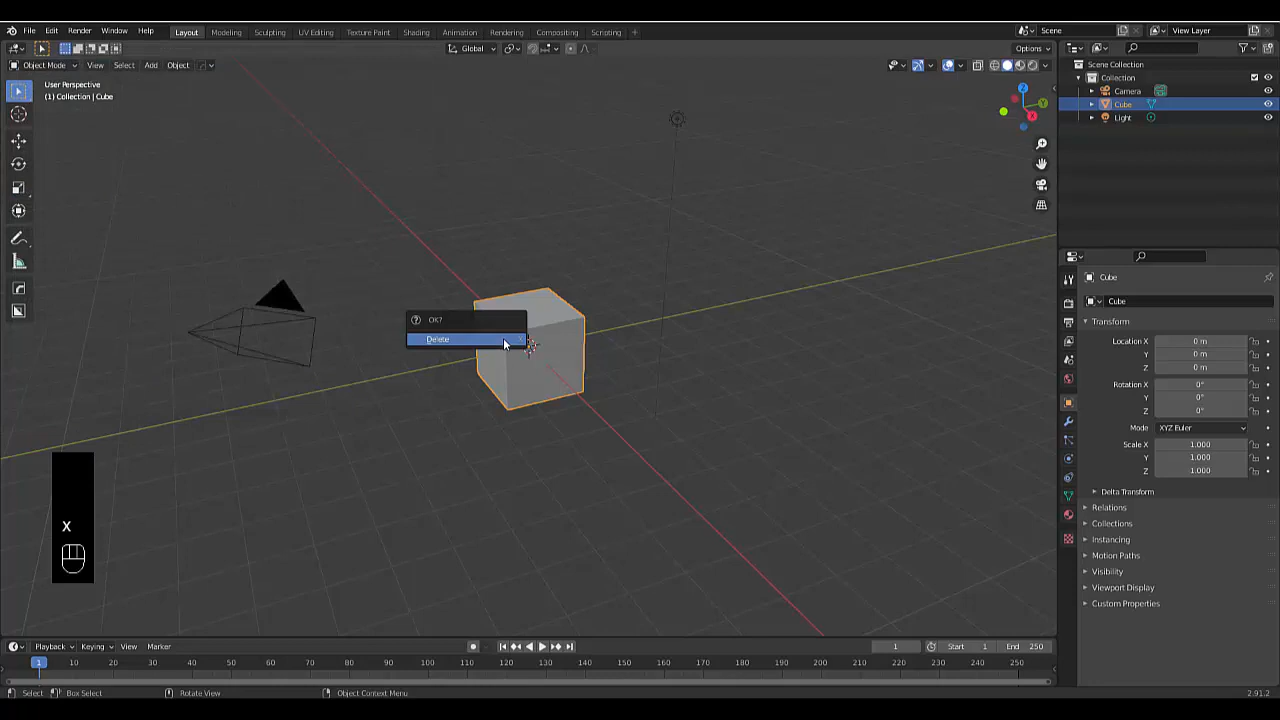 File Edit Render Window Help
Layout Modeling Sculpting UV Editing Texture Paint Shading Animation Rendering Compositing Scripting +
Scene
View Layer
Global
Options
Object Mode View Select Add Object
User Perspective
(1) Collection | Cube
Z
Y
X
OK?
Delete
x
Scene Collection
Collection
Camera
Cube
Light
Cube
Cube
Transform
Location X 0 m
Y 0 m
Z 0 m
Rotation X 0°
Y 0°
Z 0°
Mode XYZ Euler
Scale X 1.000
Y 1.000
Z 1.000
Delta Transform
Relations
Collections
Instancing
Motion Paths
Visibility
Viewport Display
Custom Properties
Playback Keying View Marker
1
Start 1
End 250
1 10 20 30 40 50 60 70 80 90 100 110 120 130 140 150 160 170 180 190 200 210 220 230 240 250
Select Box Select Rotate View Object Context Menu
2.91.2